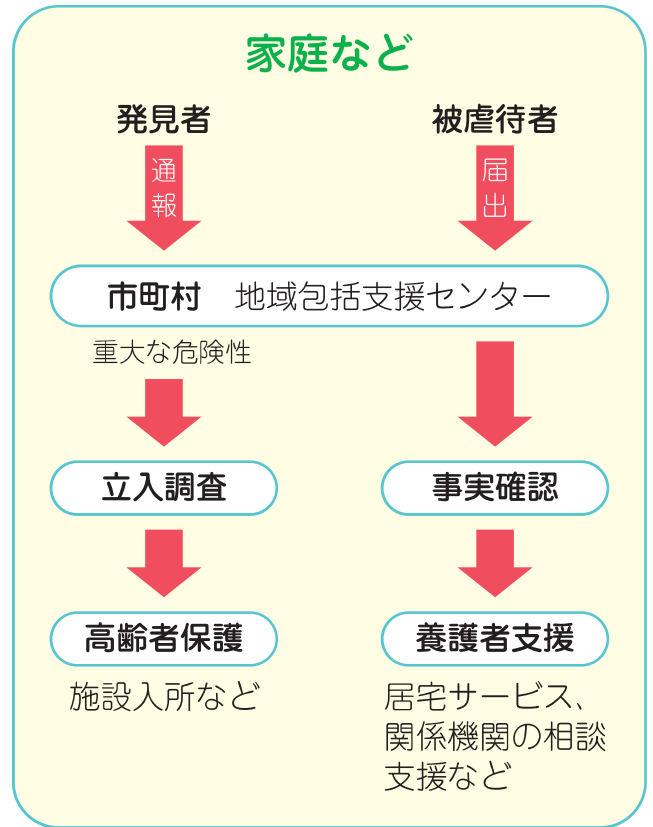 家庭など
発見者
被虐待者
通報
届出
市町村　地域包括支援センター
重大な危険性
立入調査
事実確認
高齢者保護
養護者支援
施設入所など
居宅サービス、
関係機関の相談
支援など